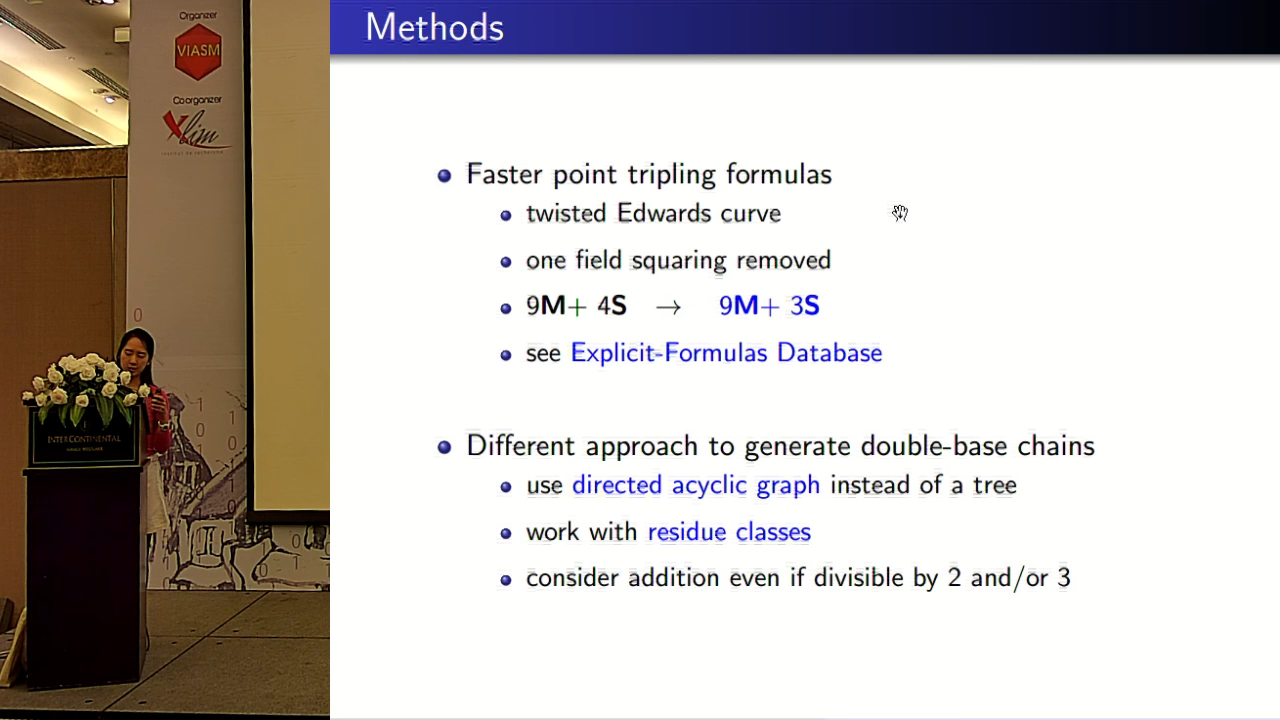 Organizer
VIASM
Coorganizer
Xlim
INTERCONTINENTAL
Methods
Faster point tripling formulas
twisted Edwards curve
one field squaring removed
9M+ 4S → 9M+ 3S
see Explicit-Formulas Database
Different approach to generate double-base chains
use directed acyclic graph instead of a tree
work with residue classes
consider addition even if divisible by 2 and/or 3